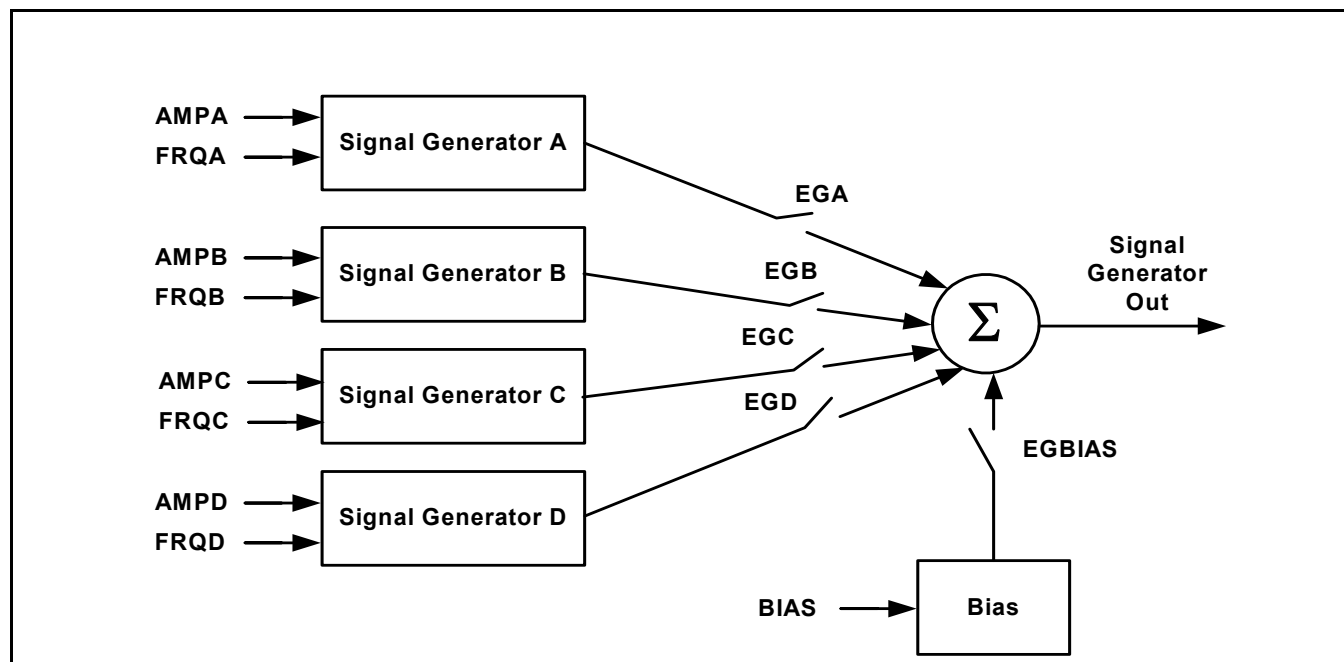 AMPA
FRQA
Signal Generator A
EGA
AMPB
FRQB
Signal Generator B
EGB
Signal
Generator
Out
Σ
AMPC
FRQC
Signal Generator C
EGC
EGD
EGBIAS
AMPD
FRQD
Signal Generator D
BIAS
Bias